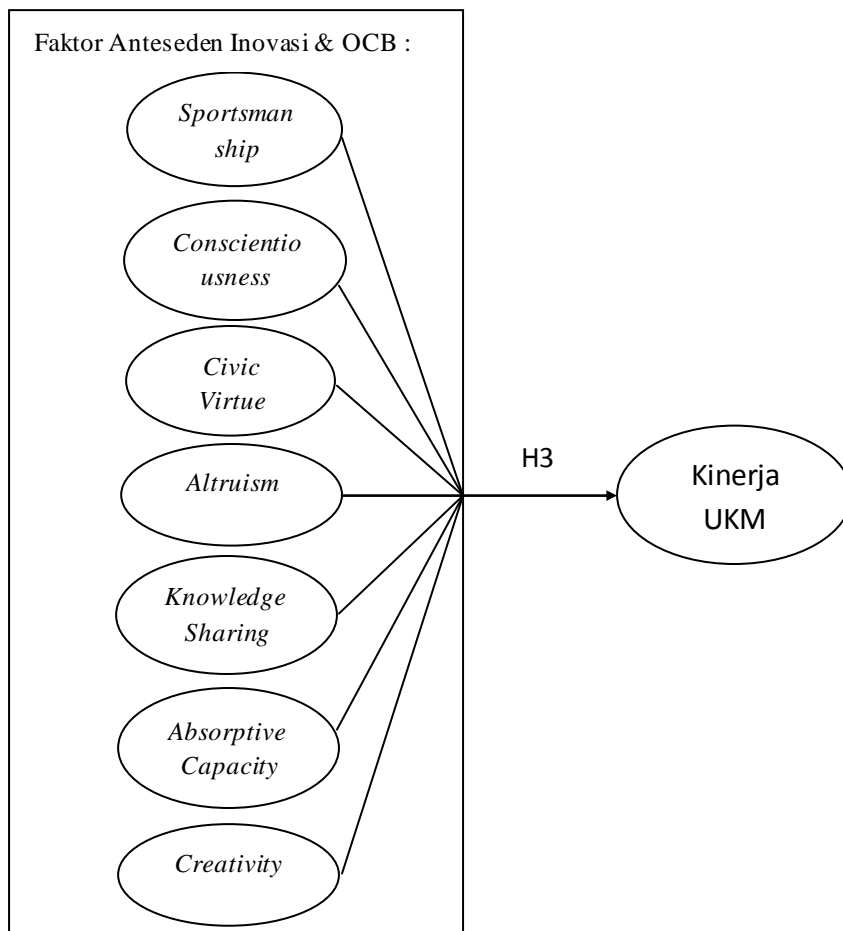 Faktor Anteseden Inovasi & OCB :
Sportsman
ship
Conscientio
usness
Civic
Virtue
Altruism
Knowledge
Sharing
Absorptive
Capacity
Creativity
H3
Kinerja
UKM